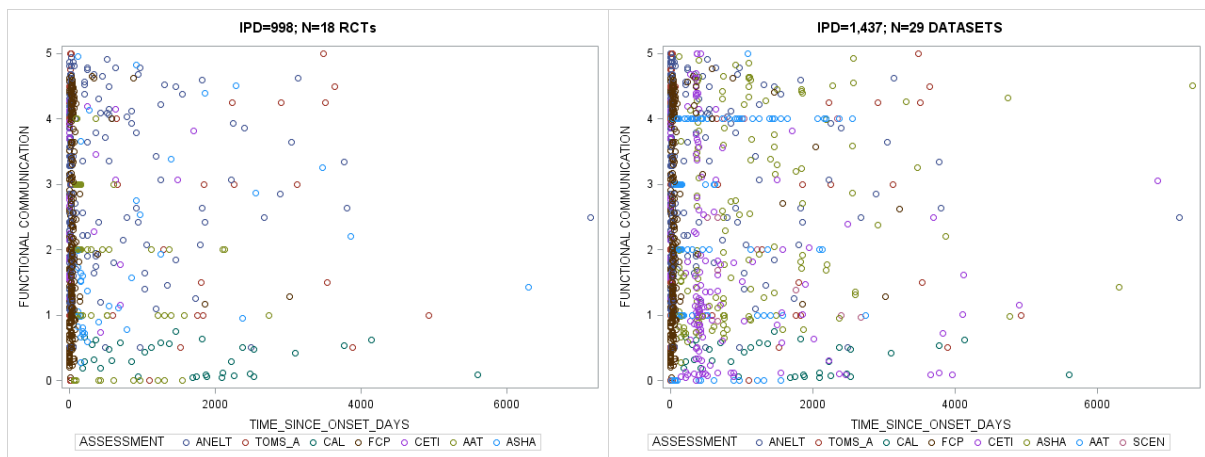 IPD=998; N=18 RCTs
FUNCTIONAL COMMUNICATION
5
4
3
2
1
0
0 2000 4000 6000
TIME_SINCE_ONSET_DAYS
ASSESSMENT ANELT TOMS_A CAL FCP CETI AAT ASHA
IPD=1,437; N=29 DATASETS
FUNCTIONAL COMMUNICATION
5
4
3
2
1
0
0 2000 4000 6000
TIME_SINCE_ONSET_DAYS
ASSESSMENT ANELT TOMS_A CAL FCP CETI ASHA AAT SCEN